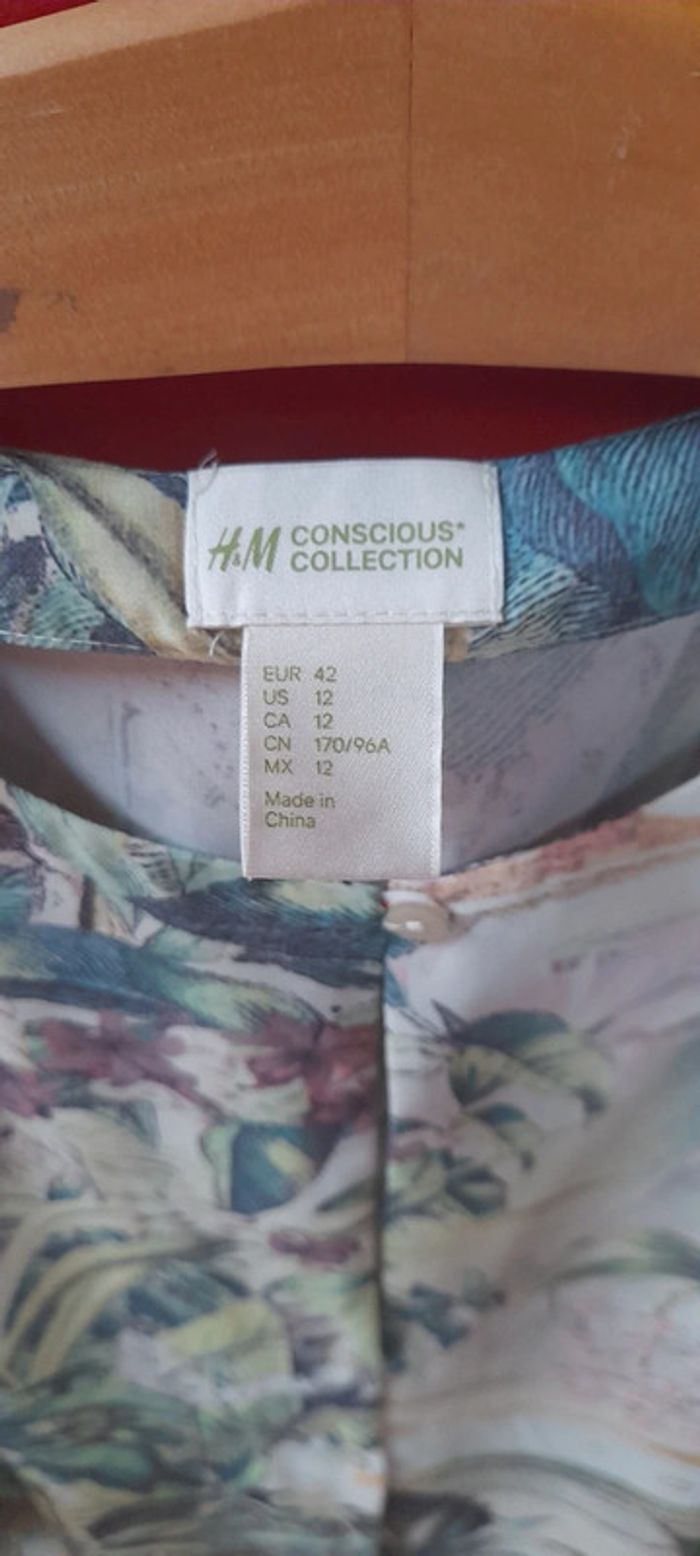 H&M CONSCIOUS*
COLLECTION
EUR 42
US 12
CA 12
CN 170/96A
MX 12
Made in
China